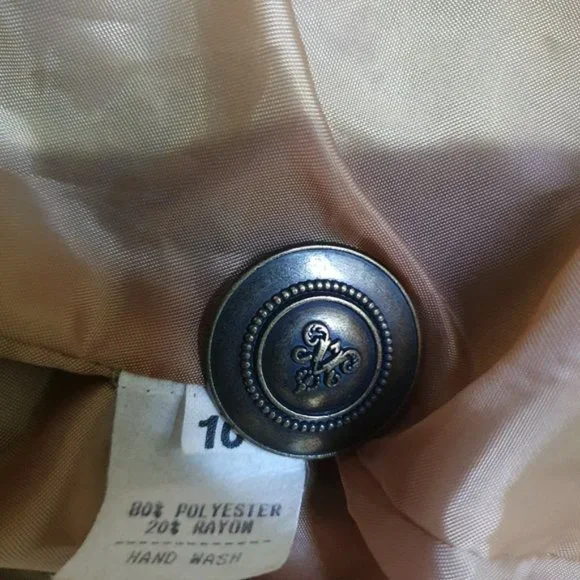 10
80% POLYESTER
20% RAYON
HAND WASH